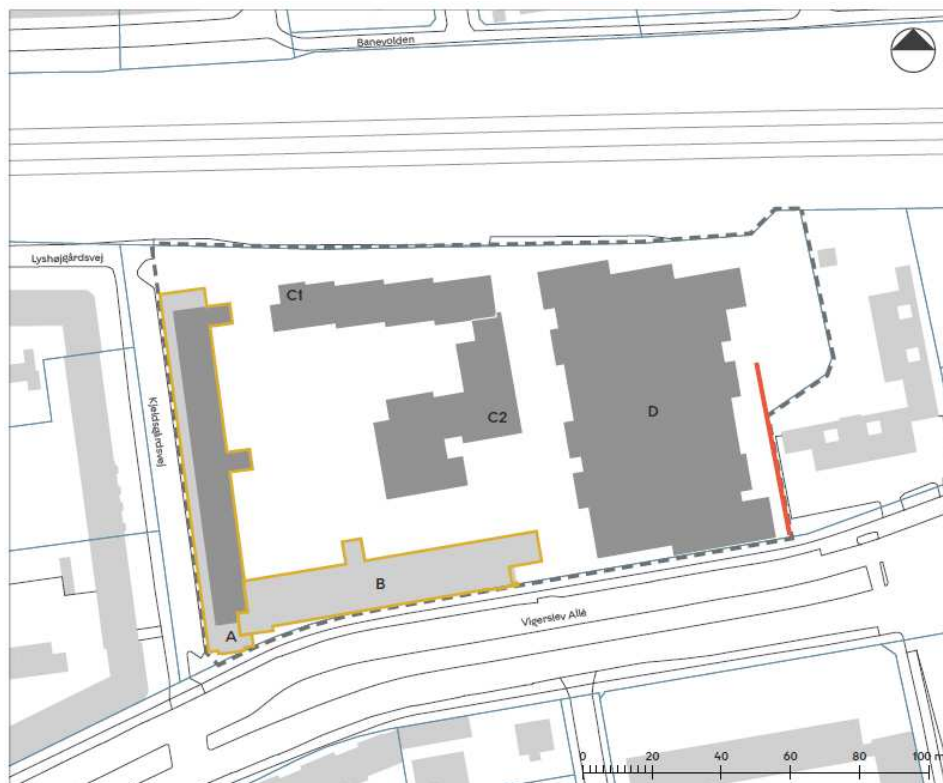 Banevolden
Lyshøjgårdsvej
C1
Kjeldsgårdsvej
C2
D
B
A
Vigerslev Allé
0 20 40 60 80 100 m